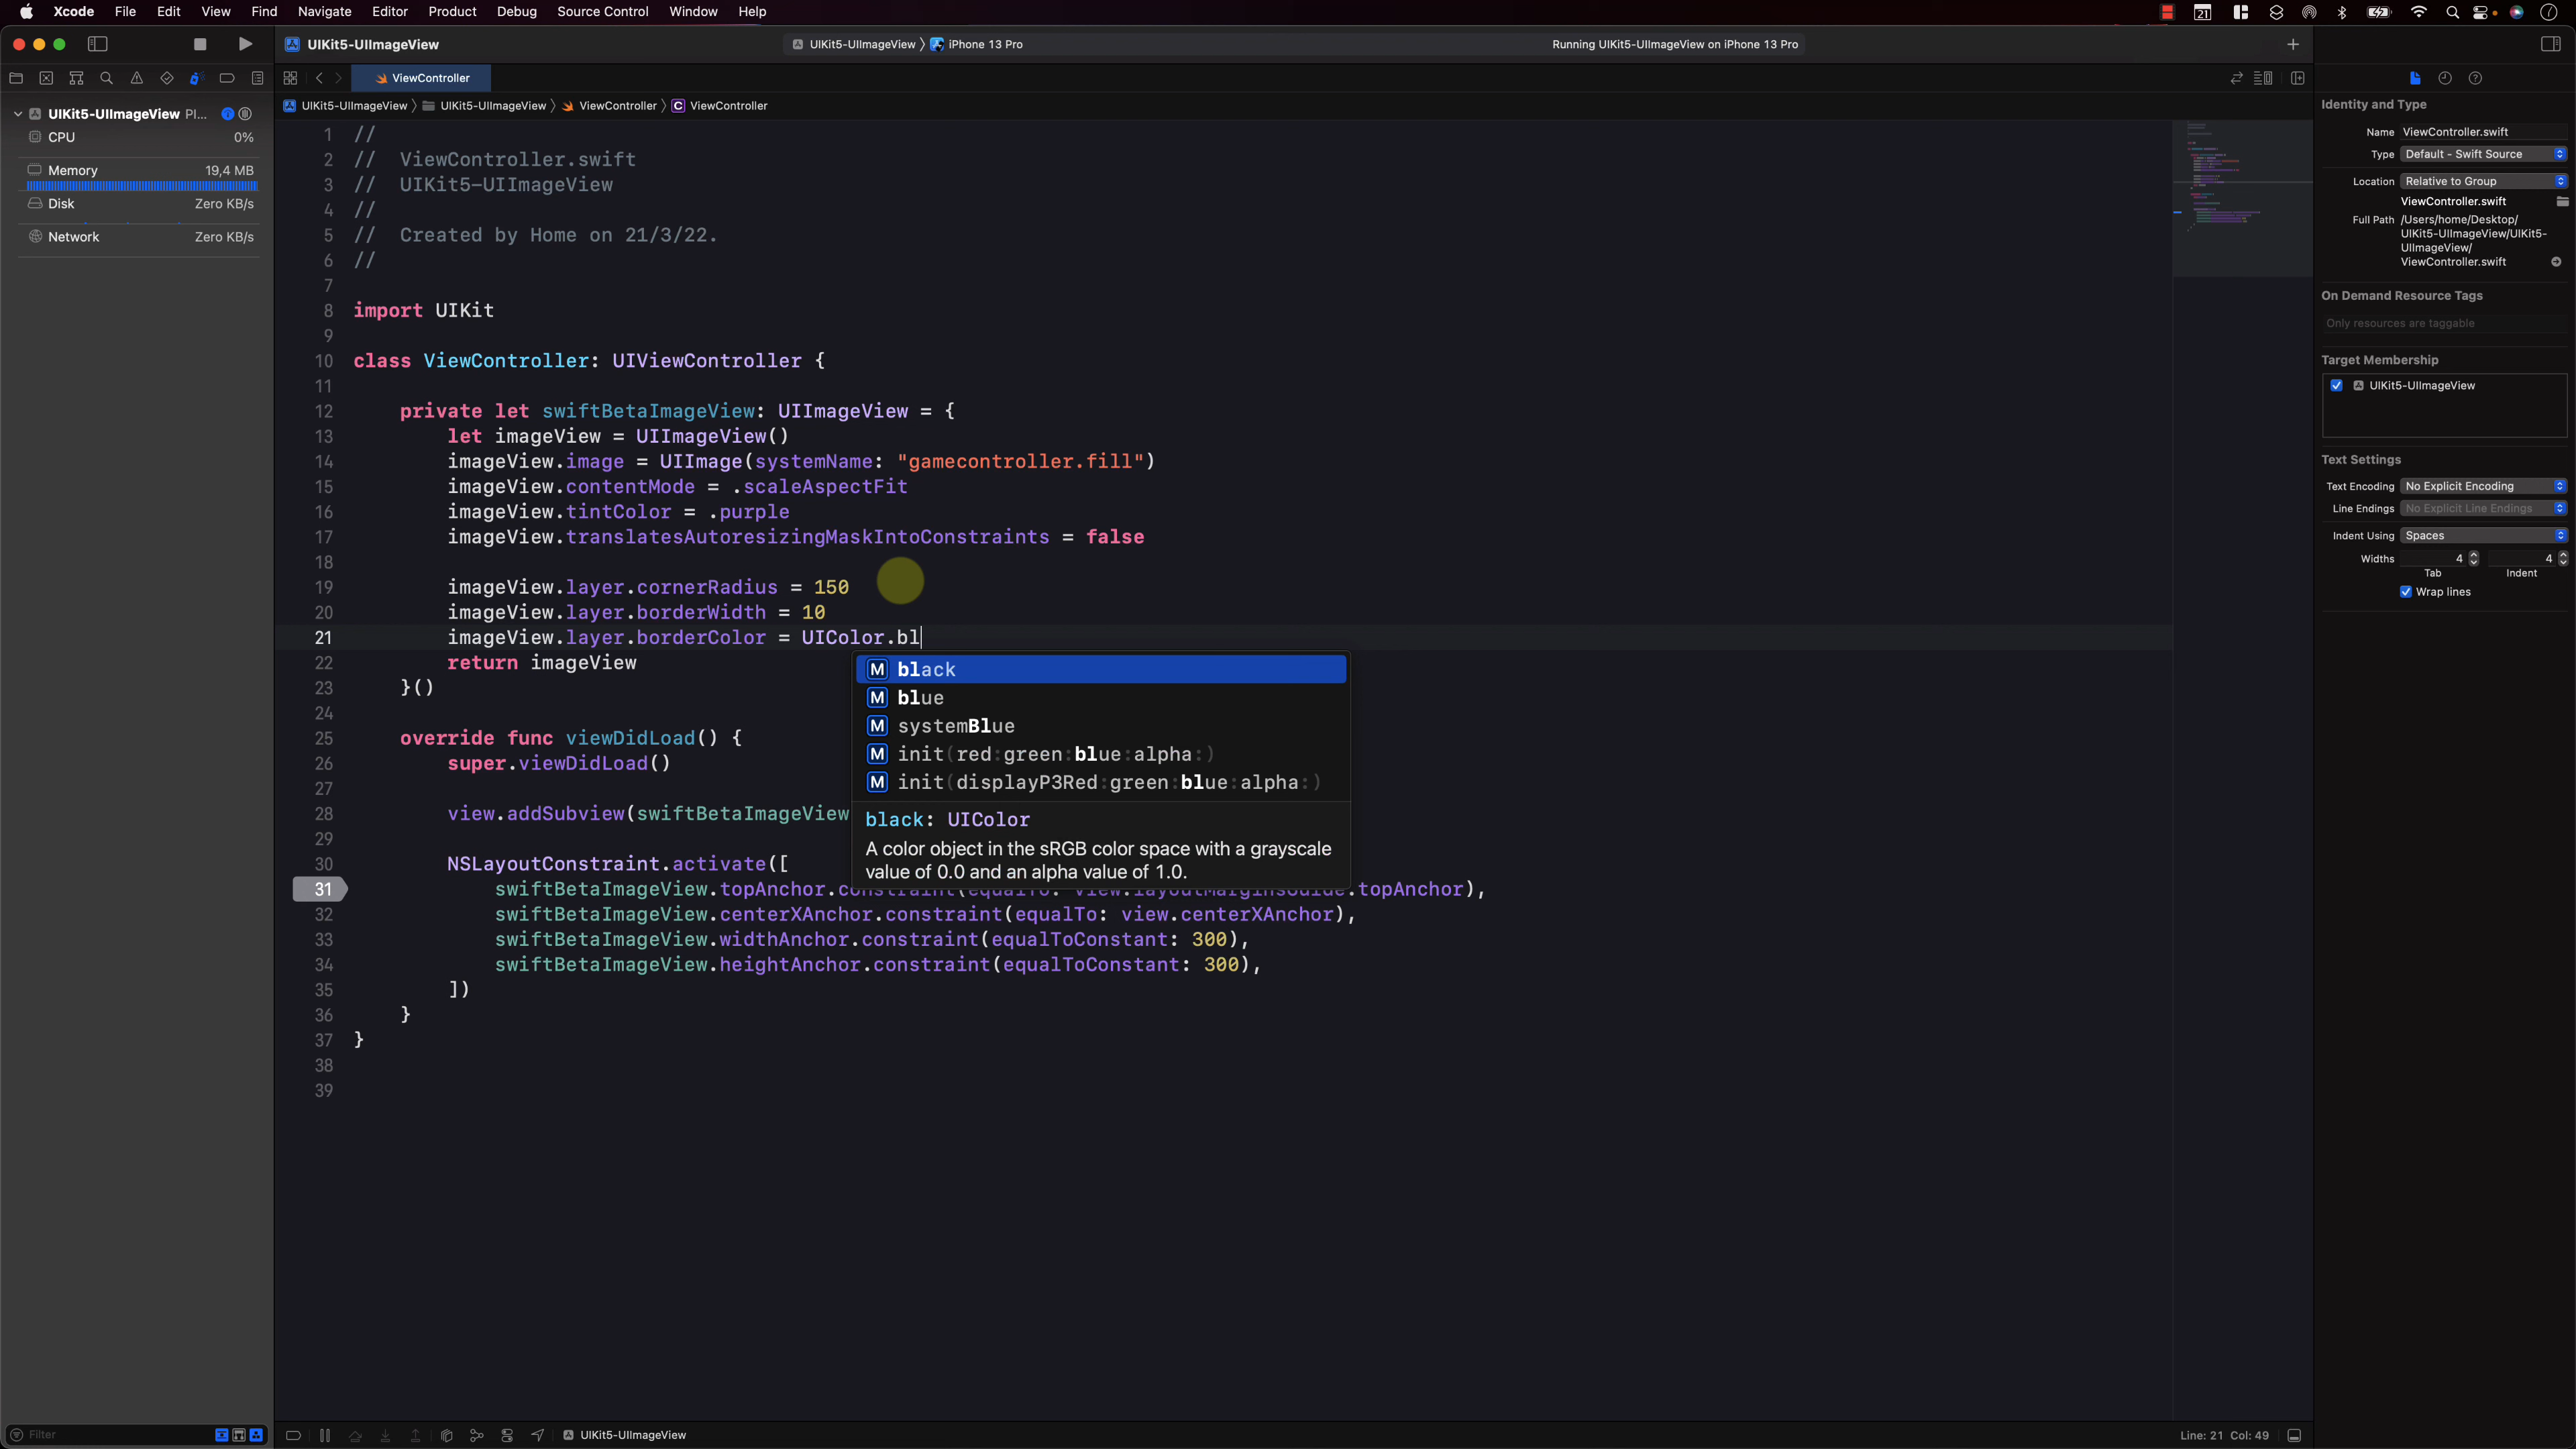 Xcode File Edit View Find Navigate Editor Product Debug Source Control Window Help 21
UIKit5-UIImageView UIKit5-UIImageView 〉 iPhone 13 Pro Running UIKit5-UIImageView on iPhone 13 Pro
ViewController
UIKit5-UIImageView 〉 UIKit5-UIImageView 〉 ViewController 〉 C ViewController
UIKit5-UIImageView PI...
CPU 0%
Memory 19,4 MB
Disk Zero KB/s
Network Zero KB/s
Filter
1 //
2 //  ViewController.swift
3 //  UIKit5-UIImageView
4 //
5 //  Created by Home on 21/3/22.
6 //
7
8 import UIKit
9
10 class ViewController: UIViewController {
11
12     private let swiftBetaImageView: UIImageView = {
13         let imageView = UIImageView()
14         imageView.image = UIImage(systemName: "gamecontroller.fill")
15         imageView.contentMode = .scaleAspectFit
16         imageView.tintColor = .purple
17         imageView.translatesAutoresizingMaskIntoConstraints = false
18
19         imageView.layer.cornerRadius = 150
20         imageView.layer.borderWidth = 10
21         imageView.layer.borderColor = UIColor.bl
22         return imageView
23     }()
24
25     override func viewDidLoad() {
26         super.viewDidLoad()
27
28         view.addSubview(swiftBetaImageView
29
30         NSLayoutConstraint.activate([
31             swiftBetaImageView.topAnchor.constraint(equalTo: view.layoutMarginsGuide.topAnchor),
32             swiftBetaImageView.centerXAnchor.constraint(equalTo: view.centerXAnchor),
33             swiftBetaImageView.widthAnchor.constraint(equalToConstant: 300),
34             swiftBetaImageView.heightAnchor.constraint(equalToConstant: 300),
35         ])
36     }
37 }
38
39
M black
M blue
M systemBlue
M init(red:green:blue:alpha:)
M init(displayP3Red:green:blue:alpha:)
black: UIColor
A color object in the sRGB color space with a grayscale
value of 0.0 and an alpha value of 1.0.
UIKit5-UIImageView
Line: 21 Col: 49
Identity and Type
Name ViewController.swift
Type Default - Swift Source
Location Relative to Group
ViewController.swift
Full Path /Users/home/Desktop/
UIKit5-UIImageView/UIKit5-
UIImageView/
ViewController.swift
On Demand Resource Tags
Only resources are taggable
Target Membership
UIKit5-UIImageView
Text Settings
Text Encoding No Explicit Encoding
Line Endings No Explicit Line Endings
Indent Using Spaces
Widths 4 4
Tab Indent
Wrap lines